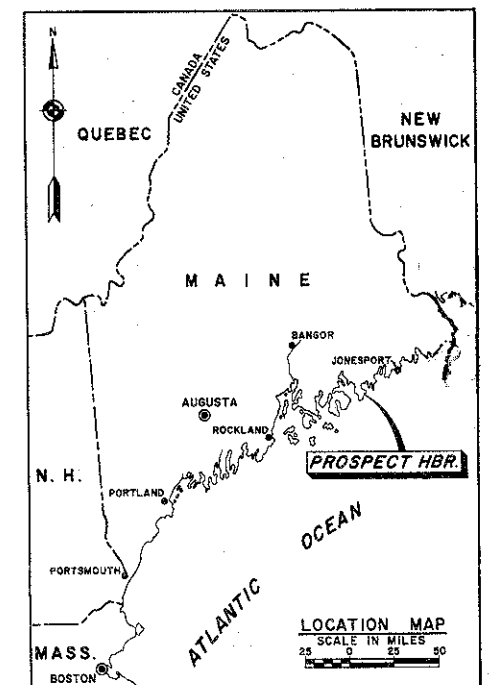 N
CANADA
UNITED STATES
QUEBEC
NEW
BRUNSWICK
MAINE
BANGOR
JONESPORT
AUGUSTA
ROCKLAND
PROSPECT HBR.
N. H.
PORTLAND
ATLANTIC OCEAN
PORTSMOUTH
LOCATION MAP
SCALE IN MILES
25 0 25 50
MASS.
BOSTON